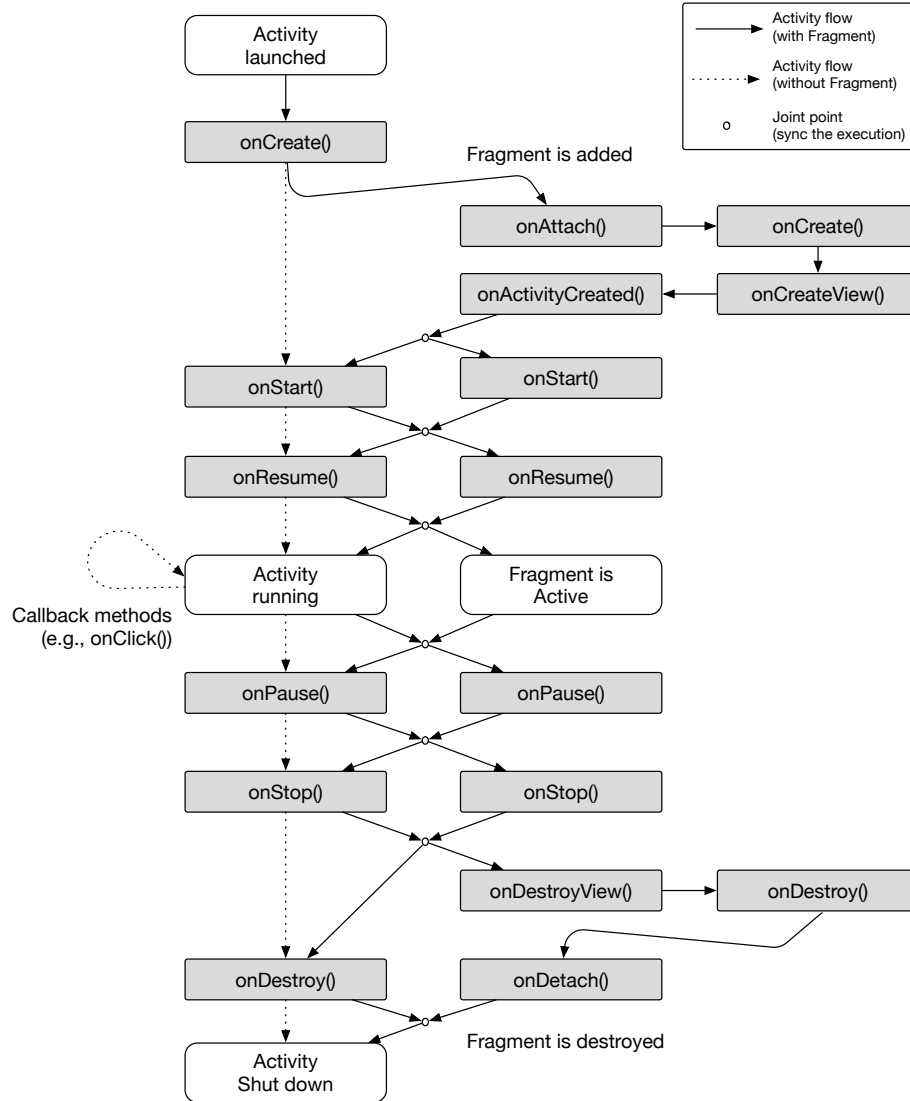 Activity
launched
Activity flow
(with Fragment)
Activity flow
(without Fragment)
Joint point
(sync the execution)
onCreate()
Fragment is added
onAttach()
onCreate()
onActivityCreated()
onCreateView()
onStart()
onStart()
onResume()
onResume()
Activity
running
Fragment is
Active
Callback methods
(e.g., onClick())
onPause()
onPause()
onStop()
onStop()
onDestroyView()
onDestroy()
onDestroy()
onDetach()
Fragment is destroyed
Activity
Shut down